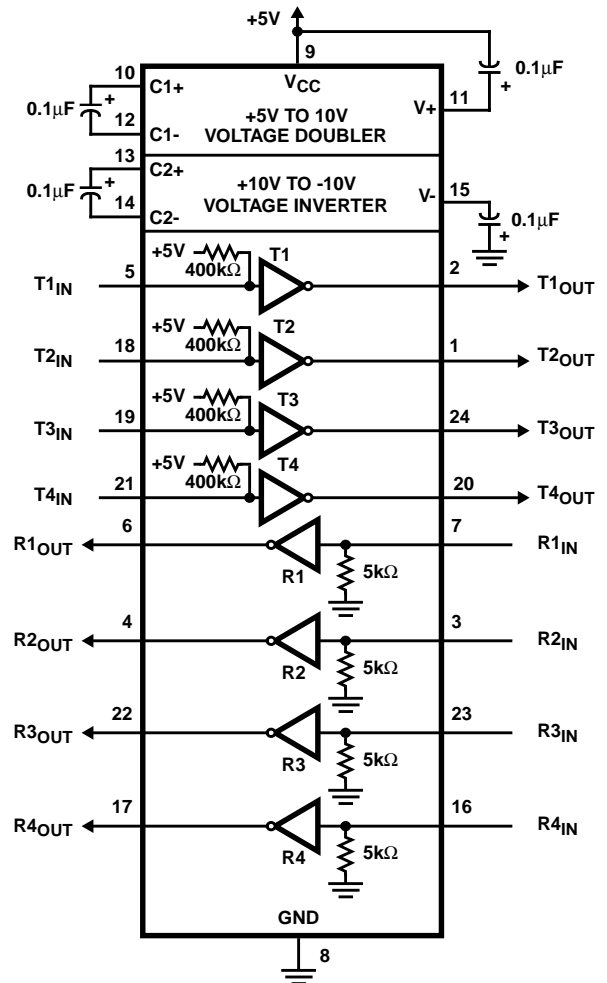 +5V
9
10
C1+
VCC
0.1μF
+
0.1μF
+
+5V TO 10V
VOLTAGE DOUBLER
V+
11
12
C1-
13
C2+
0.1μF
+
+10V TO -10V
VOLTAGE INVERTER
V-
15
14
C2-
0.1μF
+
+5V
400kΩ
T1
T1IN
5
2
T1OUT
+5V
400kΩ
T2
T2IN
18
1
T2OUT
+5V
400kΩ
T3
T3IN
19
24
T3OUT
+5V
400kΩ
T4
T4IN
21
20
T4OUT
R1OUT
6
R1
7
R1IN
5kΩ
R2OUT
4
R2
3
R2IN
5kΩ
R3OUT
22
R3
23
R3IN
5kΩ
R4OUT
17
R4
16
R4IN
5kΩ
GND
8